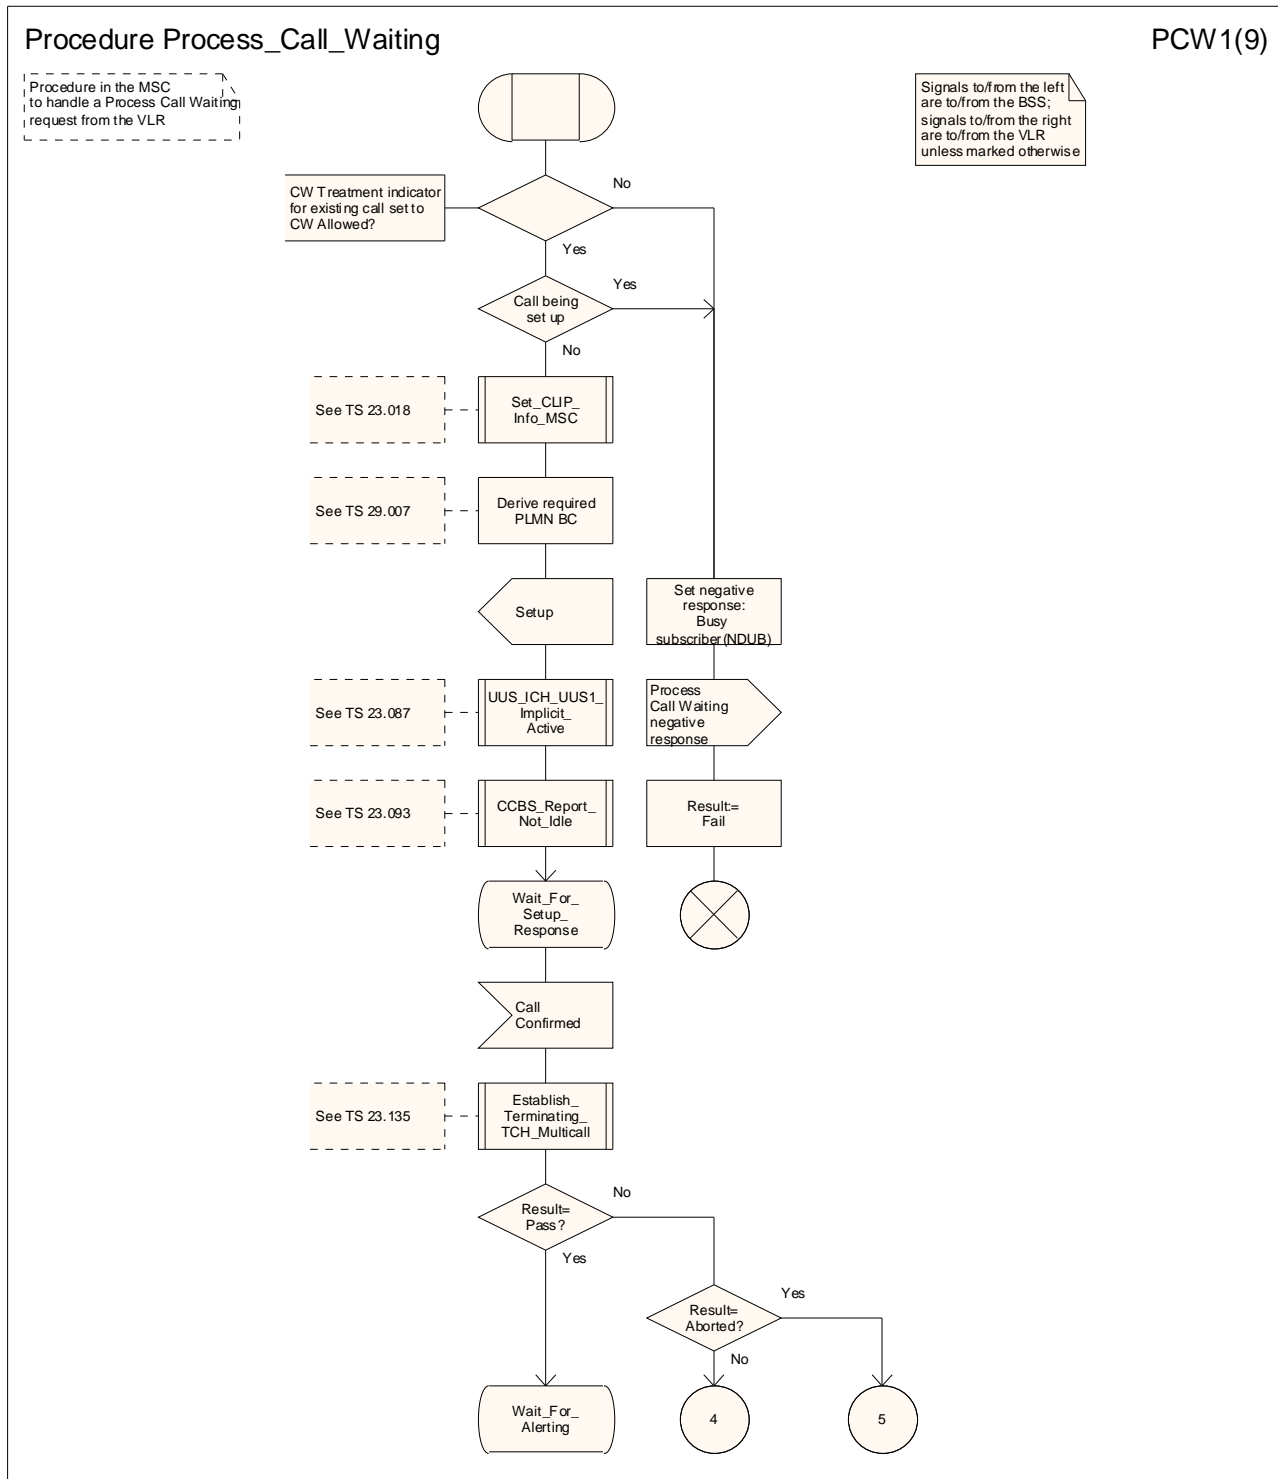 Procedure Process_Call_Waiting
PCW1(9)
Procedure in the MSC
to handle a Process Call Waiting
request from the VLR
Signals to/from the left
are to/from the BSS;
signals to/from the right
are to/from the VLR
unless marked otherwise
CW Treatment indicator
for existing call set to
CW Allowed?
No
Yes
Call being
set up
Yes
No
See TS 23.018
Set_CLIP_
Info_MSC
See TS 29.007
Derive required
PLMN BC
Setup
Set negative
response:
Busy
subscriber(NDUB)
See TS 23.087
UUS_ICH_UUS1_
Implicit_
Active
Process
Call Waiting
negative
response
See TS 23.093
CCBS_Report_
Not_Idle
Result:=
Fail
Wait_For_
Setup_
Response
Call
Confirmed
See TS 23.135
Establish_
Terminating_
TCH_Multicall
Result=
Pass?
No
Yes
Result=
Aborted?
Yes
No
Wait_For_
Alerting
4
5